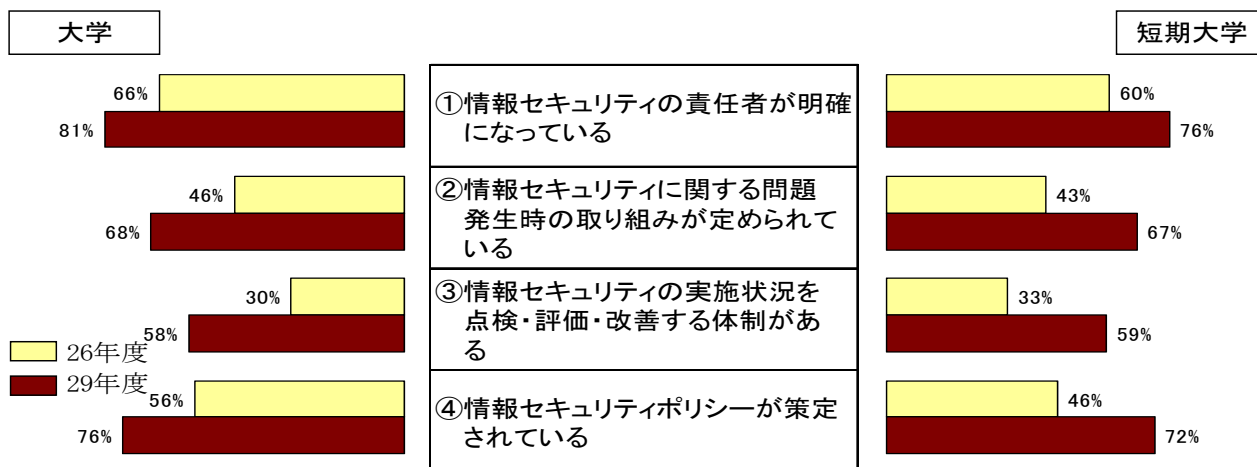 大学
短期大学
66%
81%
①情報セキュリティの責任者が明確
になっている
60%
76%
46%
68%
②情報セキュリティに関する問題
発生時の取り組みが定められて
いる
43%
67%
30%
58%
③情報セキュリティの実施状況を
点検・評価・改善する体制があ
る
33%
59%
26年度
29年度
56%
76%
④情報セキュリティポリシーが策定
されている
46%
72%